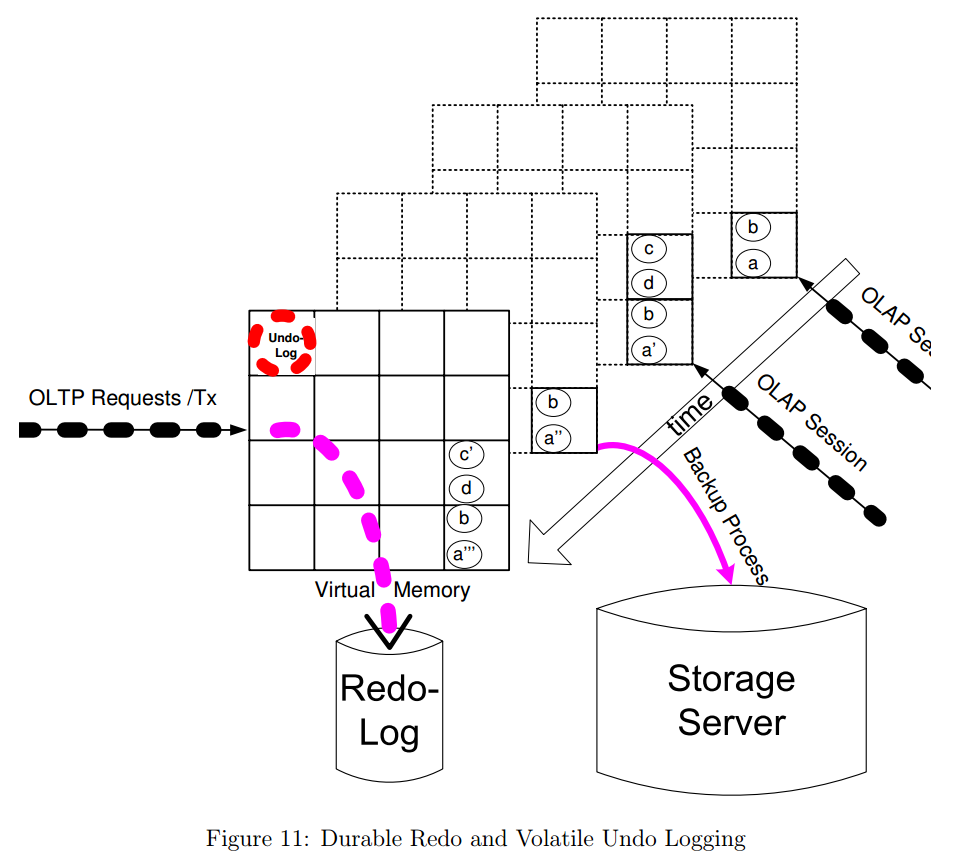 b
a
c
d
b
a’
OLAP Se
b
a’’
time
OLAP Session
Backup Process
Undo-
Log
OLTP Requests /Tx
c’
d
b
a’’’
Virtual Memory
Redo-
Log
Storage
Server
Figure 11: Durable Redo and Volatile Undo Logging